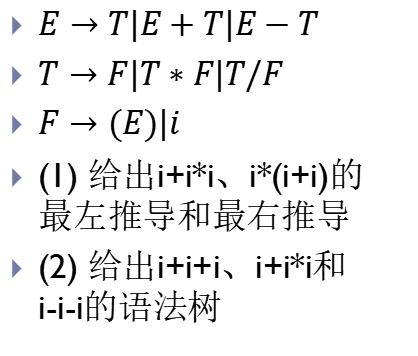 E → T|E + T|E − T
T → F|T ∗ F|T/F
F → (E)|i
(1) 给出i+i*i、i*(i+i)的
最左推导和最右推导
(2) 给出i+i+i、i+i*i和
i-i-i的语法树